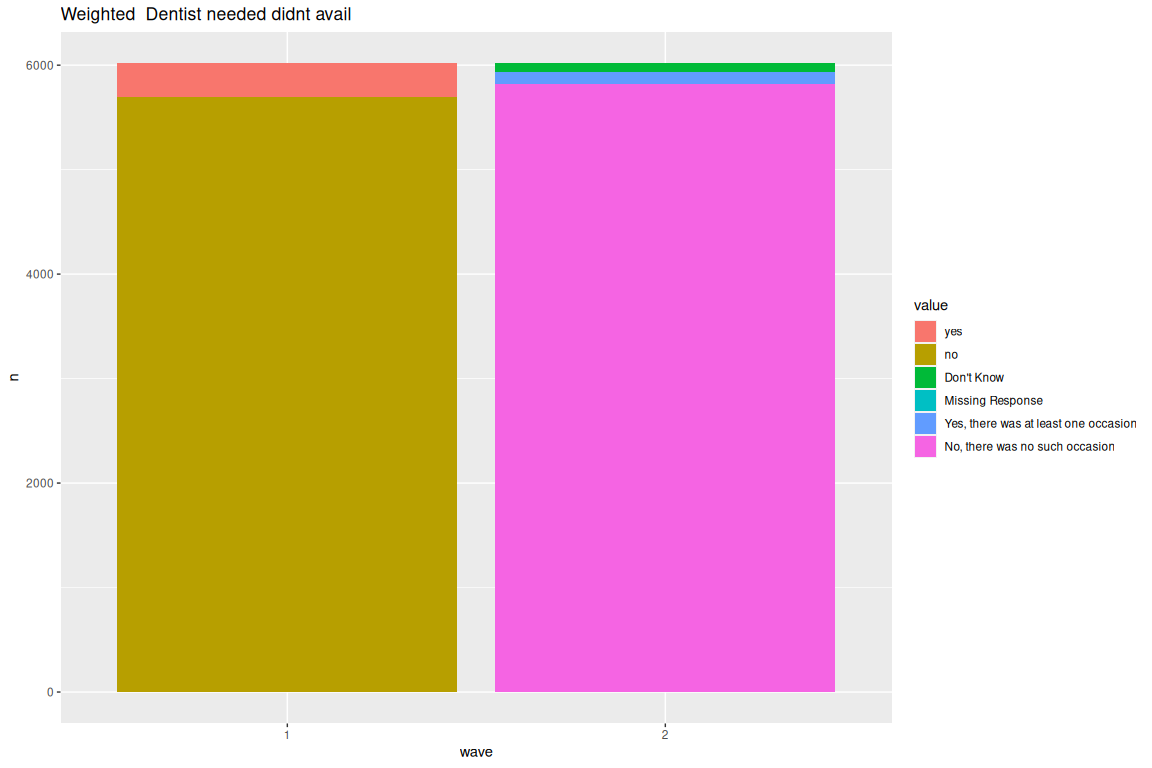 Weighted  Dentist needed didnt avail
6000
4000
2000
0
n
1
2
wave
value
yes
no
Don't Know
Missing Response
Yes, there was at least one occasion
No, there was no such occasion